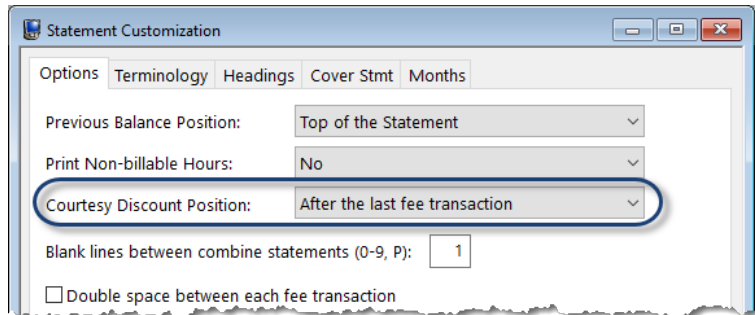 Statement Customization
Options Terminology Headings Cover Stmt Months
Previous Balance Position: Top of the Statement
Print Non-billable Hours: No
Courtesy Discount Position: After the last fee transaction
Blank lines between combine statements (0-9, P): 1
Double space between each fee transaction